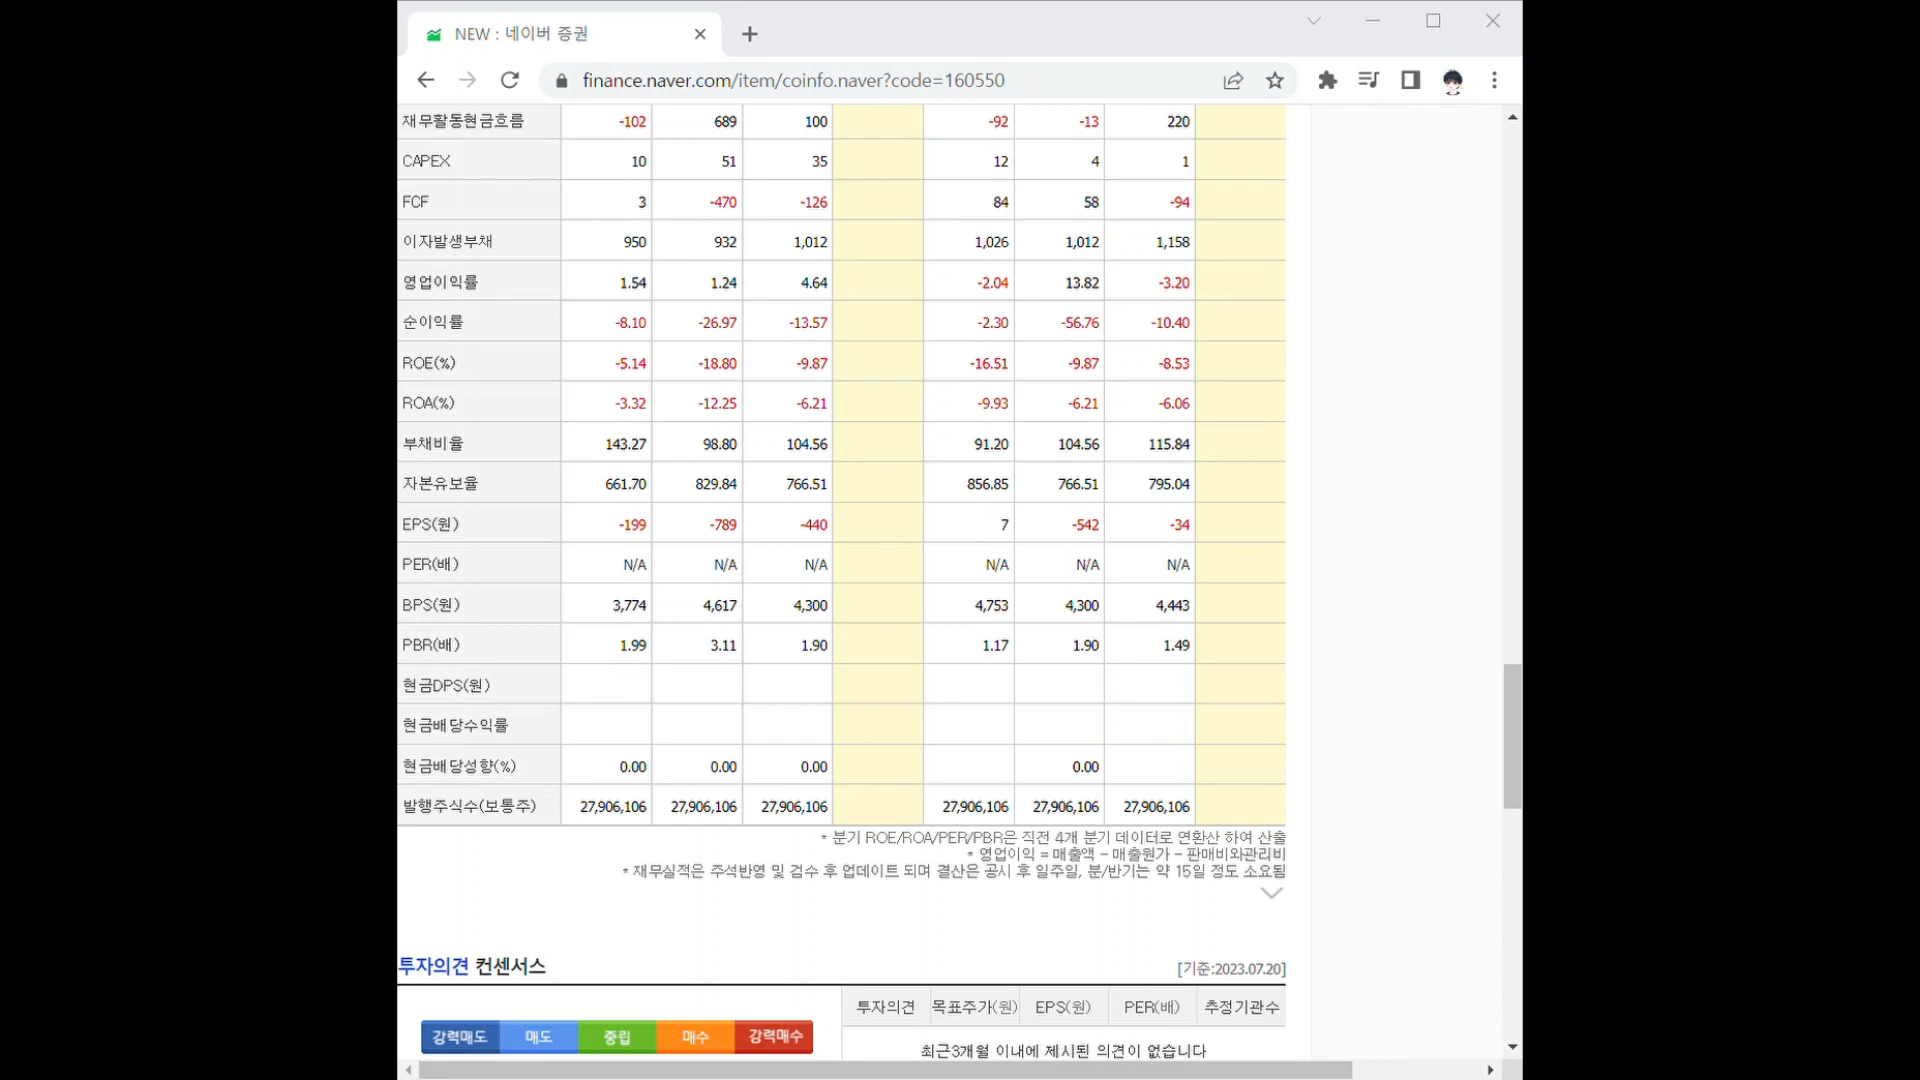 NEW : 네이버 증권
finance.naver.com/item/coinfo.naver?code=160550
재무활동현금흐름 -102 689 100 -92 -13 220
CAPEX 10 51 35 12 4 1
FCF 3 -470 -126 84 58 -94
이자발생부채 950 932 1,012 1,026 1,012 1,158
영업이익률 1.54 1.24 4.64 -2.04 13.82 -3.20
순이익률 -8.10 -26.97 -13.57 -2.30 -56.76 -10.40
ROE(%) -5.14 -18.80 -9.87 -16.51 -9.87 -8.53
ROA(%) -3.32 -12.25 -6.21 -9.93 -6.21 -6.06
부채비율 143.27 98.80 104.56 91.20 104.56 115.84
자본유보율 661.70 829.84 766.51 856.85 766.51 795.04
EPS(원) -199 -789 -440 7 -542 -34
PER(배) N/A N/A N/A N/A N/A N/A
BPS(원) 3,774 4,617 4,300 4,753 4,300 4,443
PBR(배) 1.99 3.11 1.90 1.17 1.90 1.49
현금DPS(원)
현금배당수익률
현금배당성향(%) 0.00 0.00 0.00 0.00
발행주식수(보통주) 27,906,106 27,906,106 27,906,106 27,906,106 27,906,106 27,906,106
* 분기 ROE/ROA/PER/PBR은 직전 4개 분기 데이터로 연환산 하여 산출
* 영업이익 = 매출액 - 매출원가 - 판매비와관리비
* 재무실적은 주석반영 및 검수 후 업데이트 되며 결산은 공시 후 일주일, 분/반기는 약 15일 정도 소요됨
투자의견 컨센서스 [기준:2023.07.20]
투자의견 목표주가(원) EPS(원) PER(배) 추정기관수
강력매도 매도 중립 매수 강력매수
최근3개월 이내에 제시된 의견이 없습니다